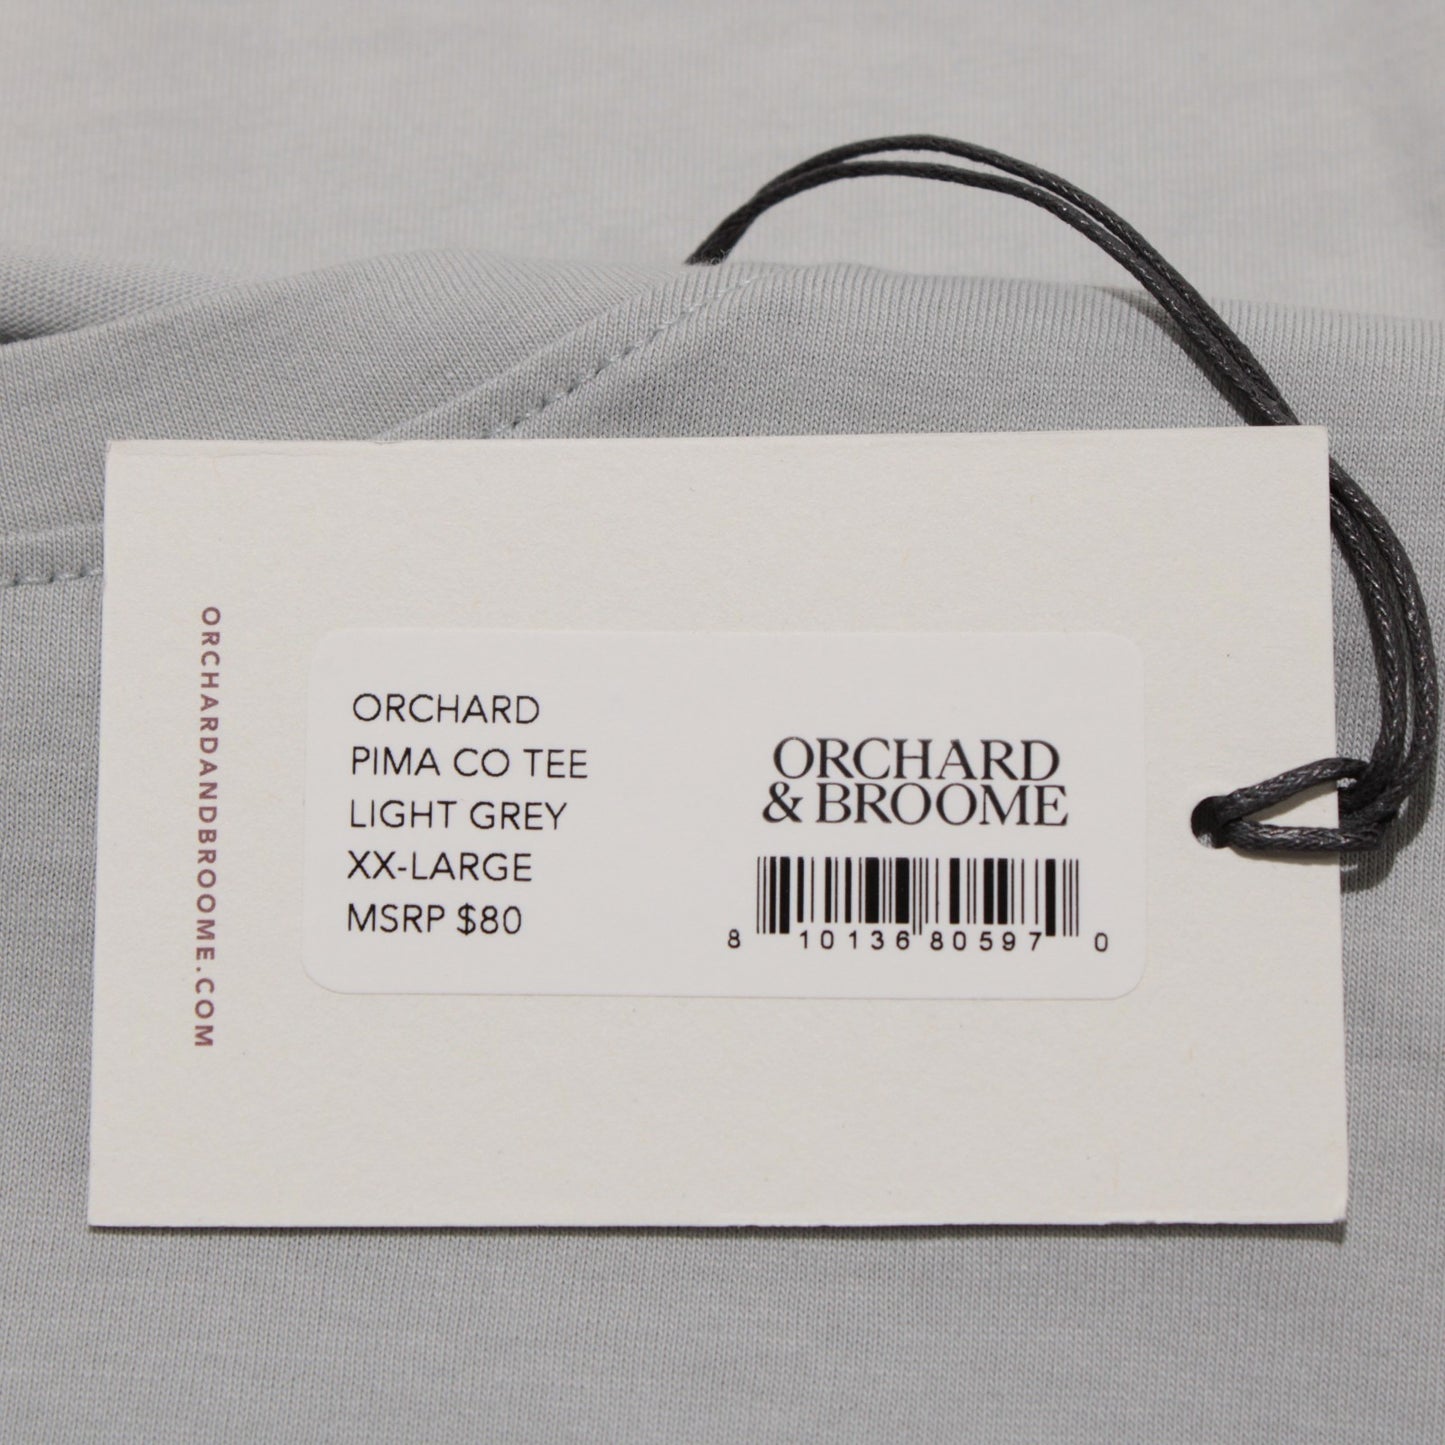 ORCHARDANDBROOME.COM
ORCHARD
PIMA CO TEE
LIGHT GREY
XX-LARGE
MSRP $80
ORCHARD
& BROOME
8 10136 80597 0